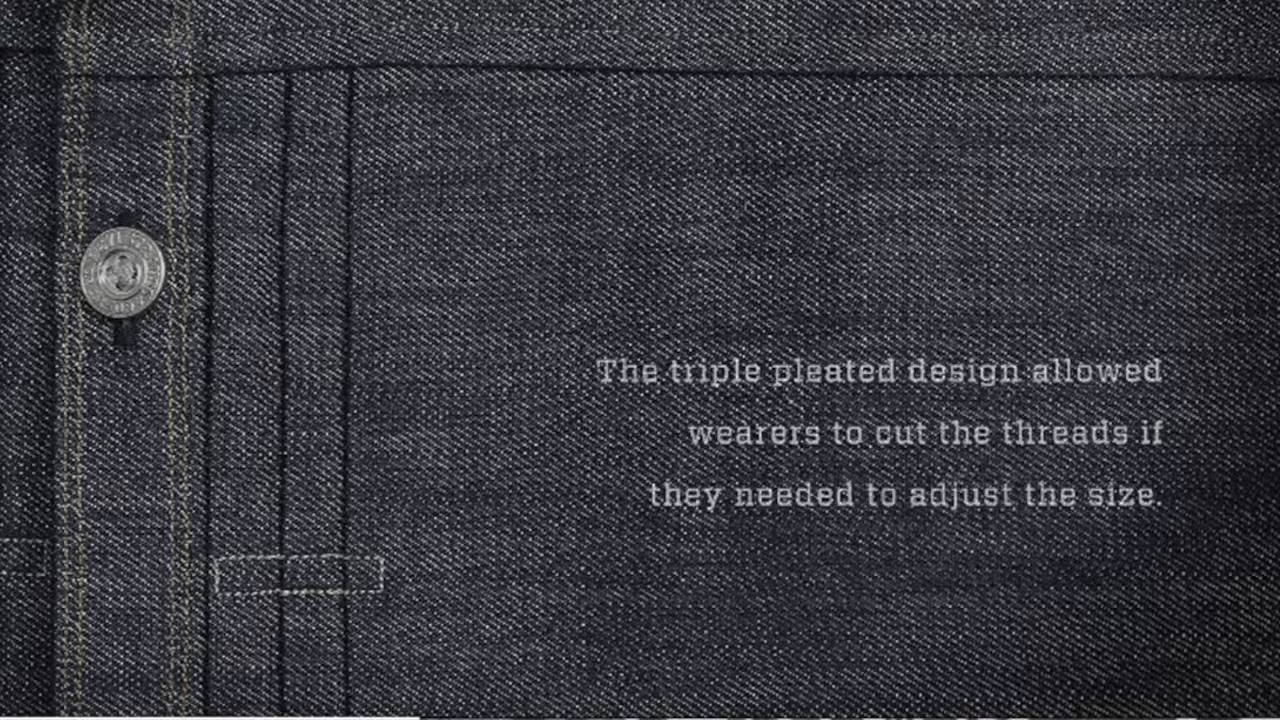 The triple pleated design allowed
wearers to cut the threads if
they needed to adjust the size.